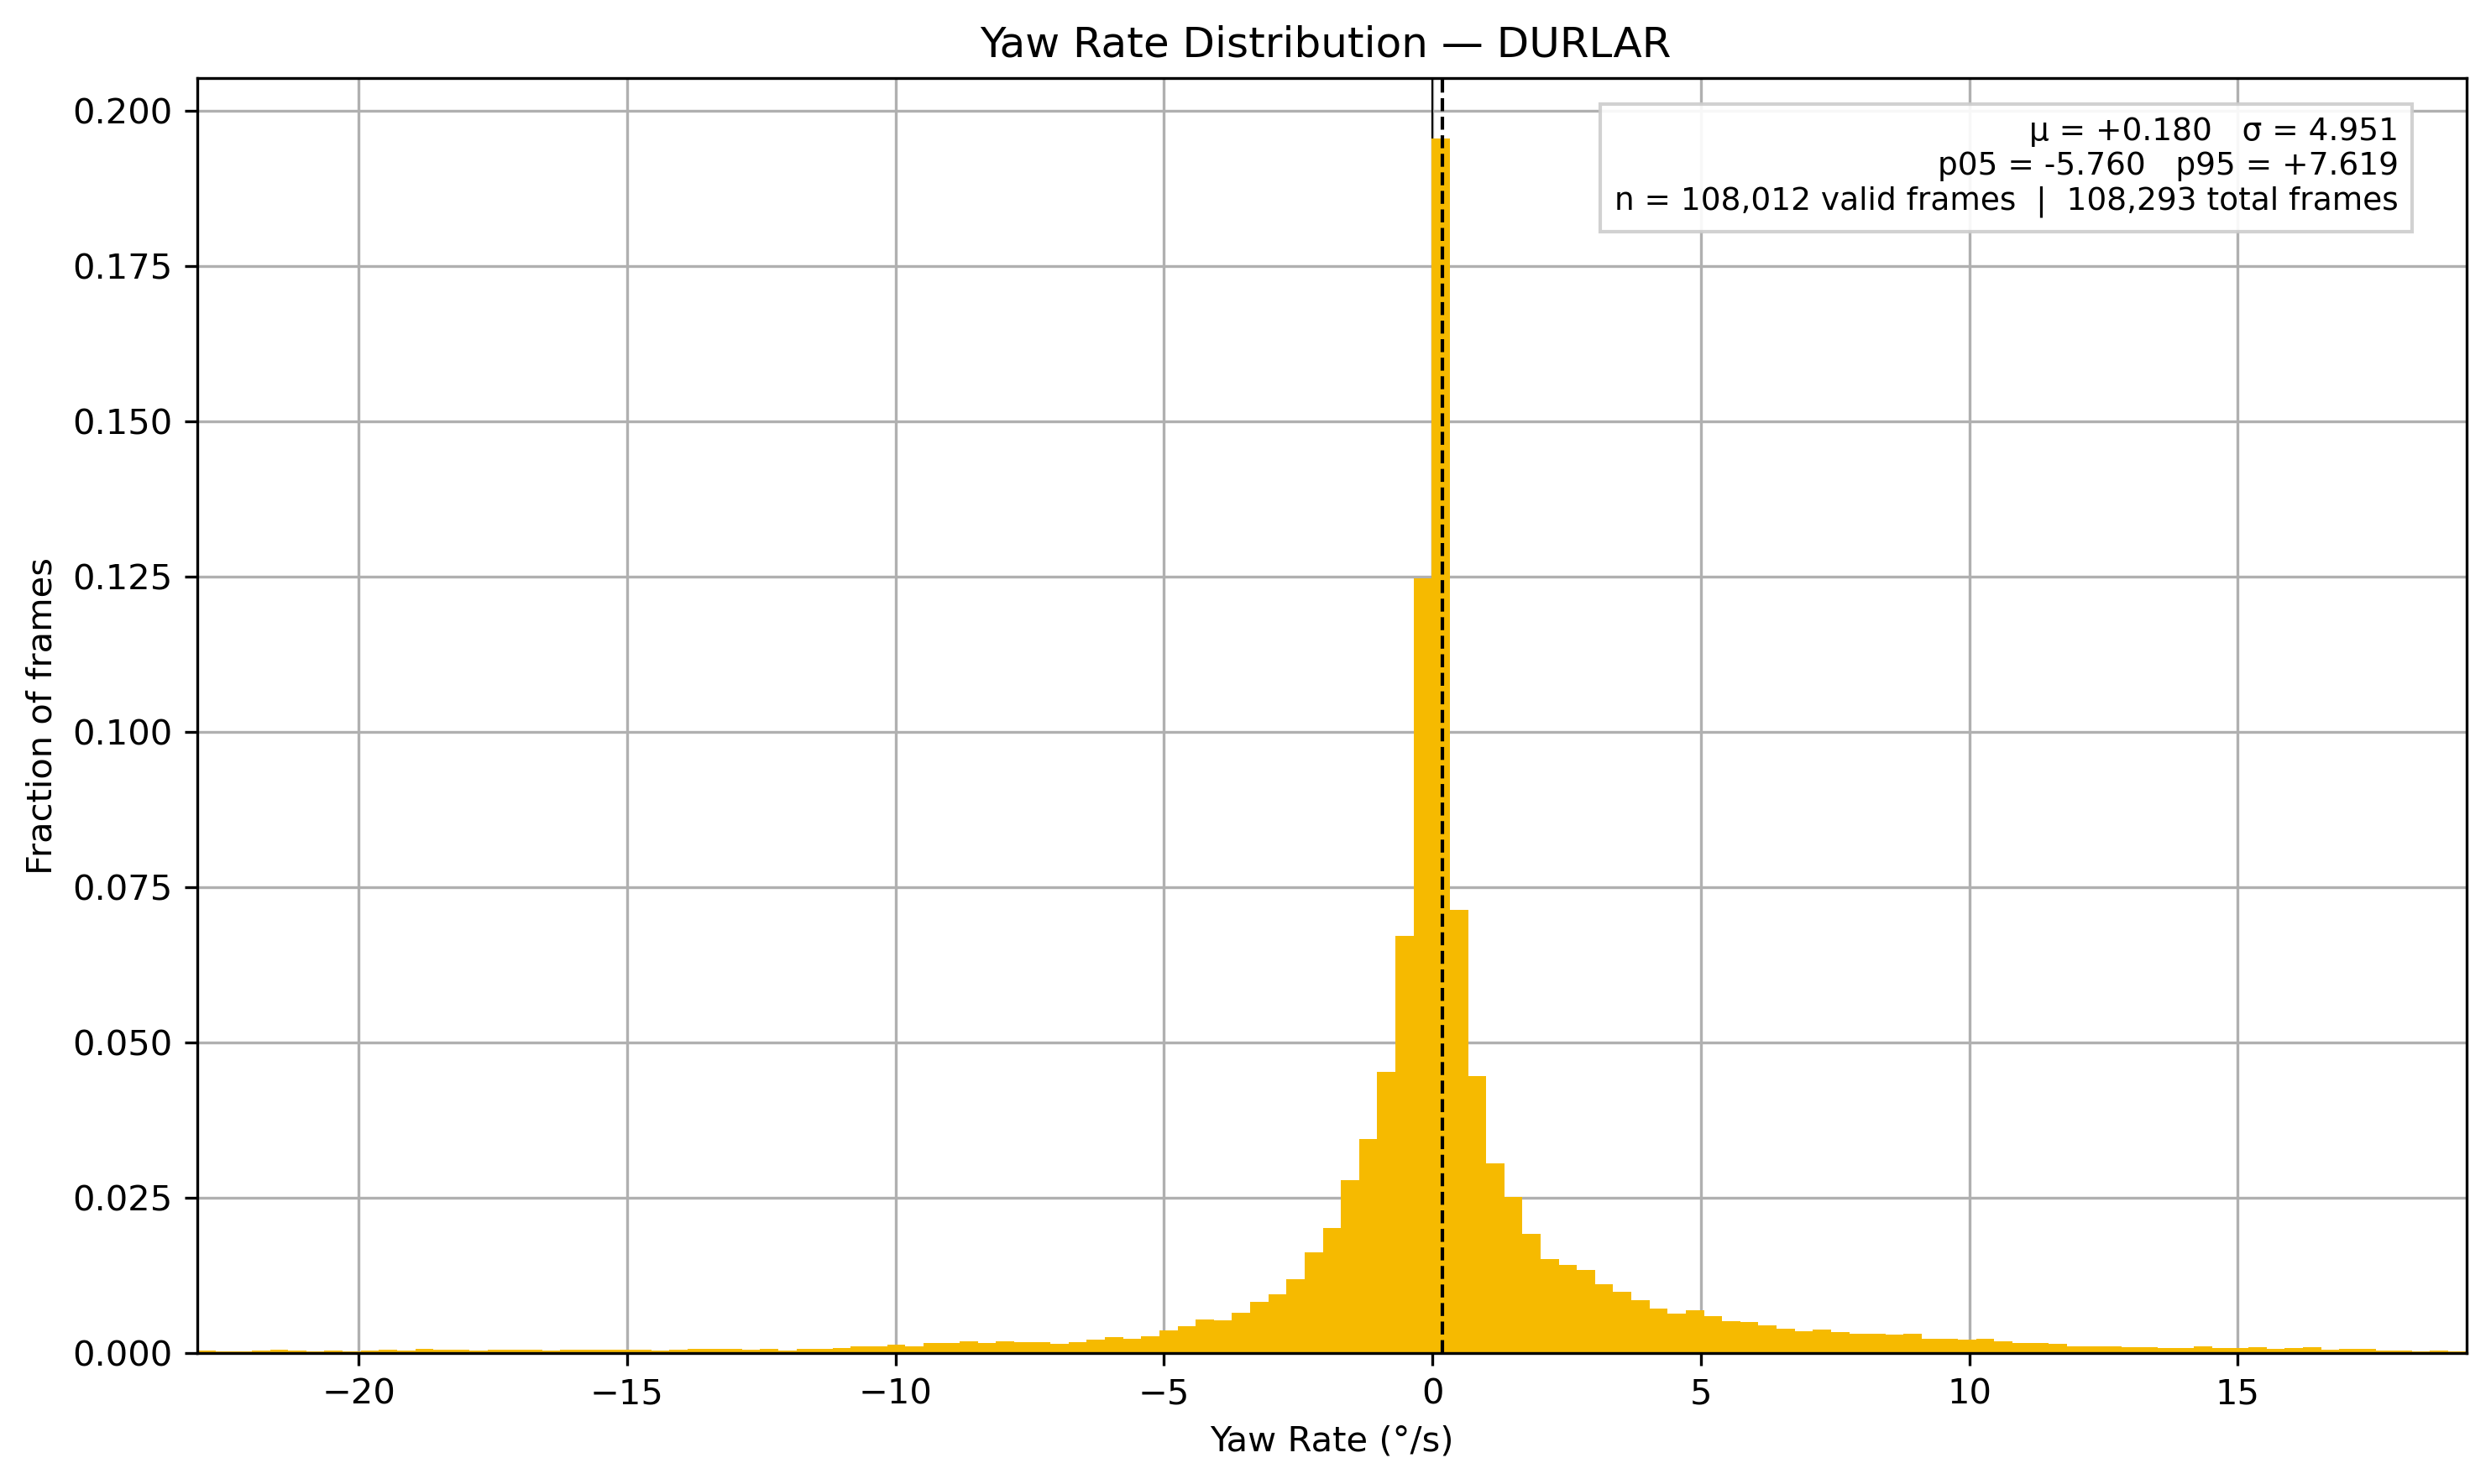 Yaw Rate Distribution — DURLAR
μ = +0.180   σ = 4.951
p05 = -5.760   p95 = +7.619
n = 108,012 valid frames  |  108,293 total frames
Fraction of frames
0.200
0.175
0.150
0.125
0.100
0.075
0.050
0.025
0.000
−20 −15 −10 −5 0 5 10 15
Yaw Rate (°/s)